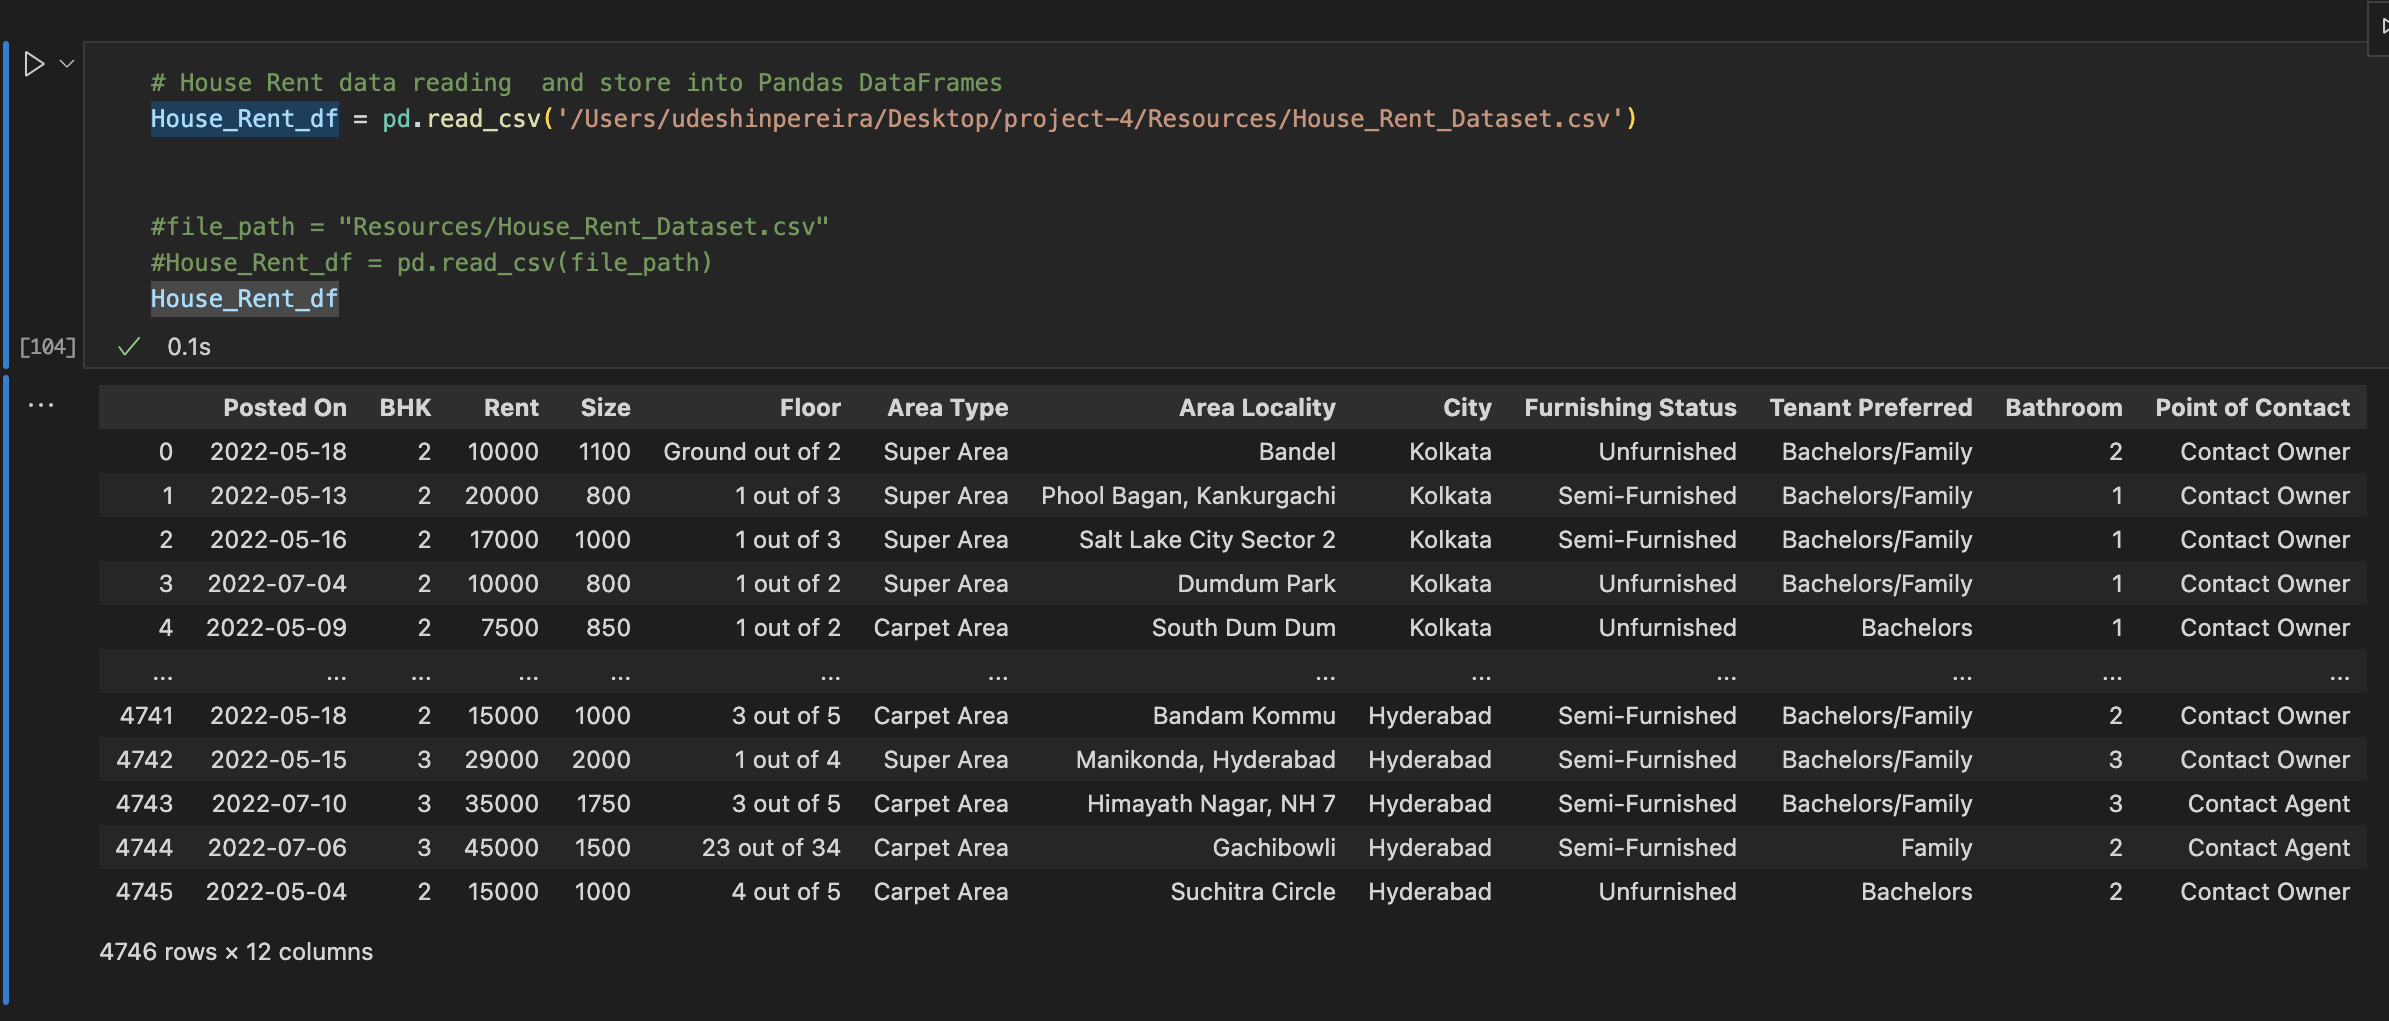 # House Rent data reading  and store into Pandas DataFrames
House_Rent_df = pd.read_csv('/Users/udeshinpereira/Desktop/project-4/Resources/House_Rent_Dataset.csv')
#file_path = "Resources/House_Rent_Dataset.csv"
#House_Rent_df = pd.read_csv(file_path)
House_Rent_df
[104] ✓ 0.1s
... Posted On BHK Rent Size Floor Area Type Area Locality City Furnishing Status Tenant Preferred Bathroom Point of Contact
0 2022-05-18 2 10000 1100 Ground out of 2 Super Area Bandel Kolkata Unfurnished Bachelors/Family 2 Contact Owner
1 2022-05-13 2 20000 800 1 out of 3 Super Area Phool Bagan, Kankurgachi Kolkata Semi-Furnished Bachelors/Family 1 Contact Owner
2 2022-05-16 2 17000 1000 1 out of 3 Super Area Salt Lake City Sector 2 Kolkata Semi-Furnished Bachelors/Family 1 Contact Owner
3 2022-07-04 2 10000 800 1 out of 2 Super Area Dumdum Park Kolkata Unfurnished Bachelors/Family 1 Contact Owner
4 2022-05-09 2 7500 850 1 out of 2 Carpet Area South Dum Dum Kolkata Unfurnished Bachelors 1 Contact Owner
... ... ... ... ... ... ... ... ... ... ... ... ...
4741 2022-05-18 2 15000 1000 3 out of 5 Carpet Area Bandam Kommu Hyderabad Semi-Furnished Bachelors/Family 2 Contact Owner
4742 2022-05-15 3 29000 2000 1 out of 4 Super Area Manikonda, Hyderabad Hyderabad Semi-Furnished Bachelors/Family 3 Contact Owner
4743 2022-07-10 3 35000 1750 3 out of 5 Carpet Area Himayath Nagar, NH 7 Hyderabad Semi-Furnished Bachelors/Family 3 Contact Agent
4744 2022-07-06 3 45000 1500 23 out of 34 Carpet Area Gachibowli Hyderabad Semi-Furnished Family 2 Contact Agent
4745 2022-05-04 2 15000 1000 4 out of 5 Carpet Area Suchitra Circle Hyderabad Unfurnished Bachelors 2 Contact Owner
4746 rows × 12 columns